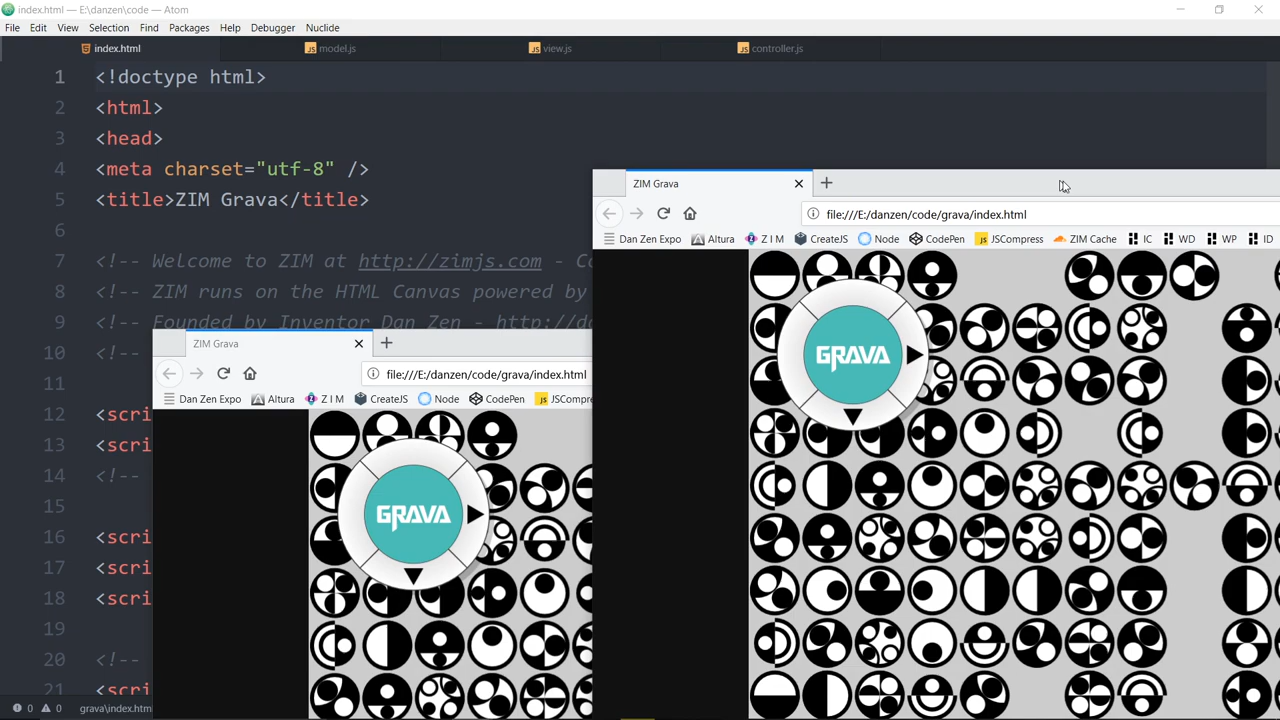 index.html — E:\danzen\code — Atom
File Edit View Selection Find Packages Help Debugger Nuclide
index.html model.js view.js controller.js
1 <!doctype html>
2 <html>
3 <head>
4 <meta charset="utf-8" />
5 <title>ZIM Grava</title>
6
7 <!-- Welcome to ZIM at http://zimjs.com - Co
8 <!-- ZIM runs on the HTML Canvas powered by
9 <!-- Founded by Inventor Dan Zen - http://d
10 <!--
11
12 <scri
13 <scri
14 <!--
15
16 <scri
17 <scri
18 <scri
19
20 <!--
21 <scri
0 0 grava\index.htm
ZIM Grava
file:///E:/danzen/code/grava/index.html
Dan Zen Expo Altura Z I M CreateJS Node CodePen JS JSCompress ZIM Cache IC WD WP ID
GRAVA
ZIM Grava
file:///E:/danzen/code/grava/index.html
Dan Zen Expo Altura Z I M CreateJS Node CodePen JS JSCompre
GRAVA